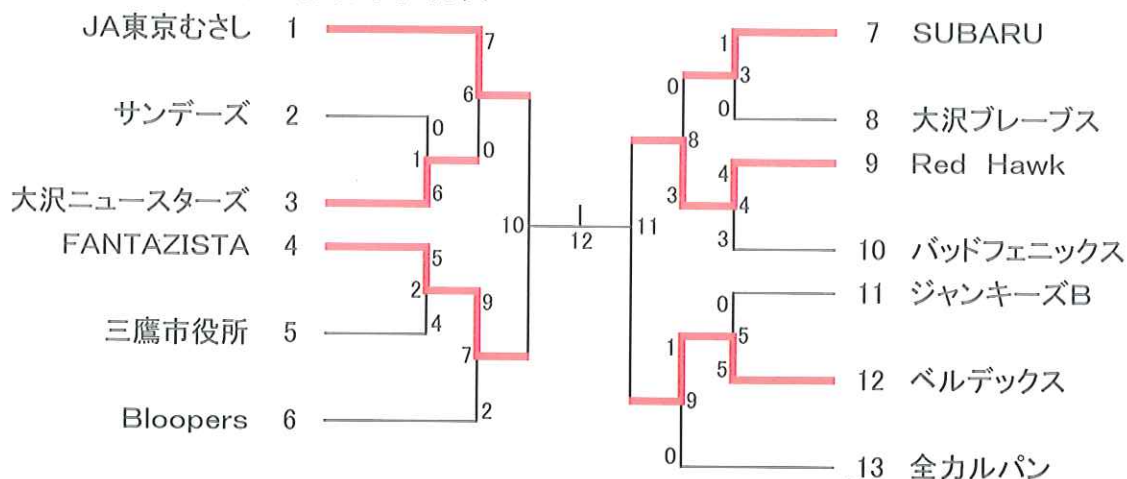 JA東京むさし 1
サンデーズ 2
大沢ニュースターズ 3
FANTAZISTA 4
三鷹市役所 5
Bloopers 6
7
6
0
0
1
6
5
2
4
9
7
2
10
12
11
1
3
0
0
8
3
4
4
3
0
5
5
1
9
0
7 SUBARU
8 大沢ブレーブス
9 Red Hawk
10 バッドフェニックス
11 ジャンキーズB
12 ベルデックス
13 全力ルパン